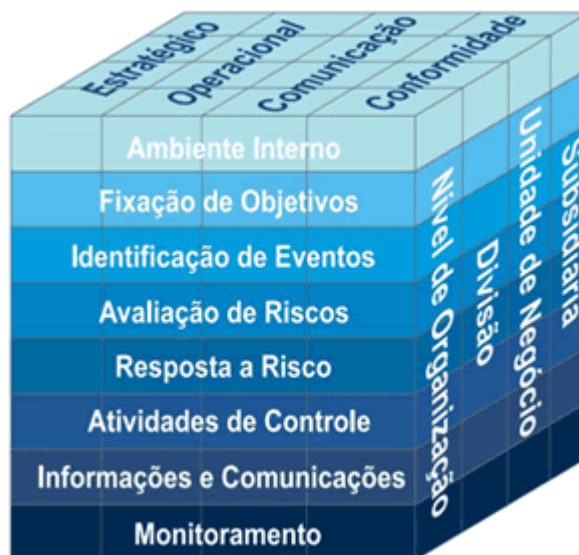 Estratégico
Operacional
Comunicação
Conformidade
Ambiente Interno
Fixação de Objetivos
Identificação de Eventos
Avaliação de Riscos
Resposta a Risco
Atividades de Controle
Informações e Comunicações
Monitoramento
Nível de Organização
Divisão
Unidade de Negócio
Subsidiária